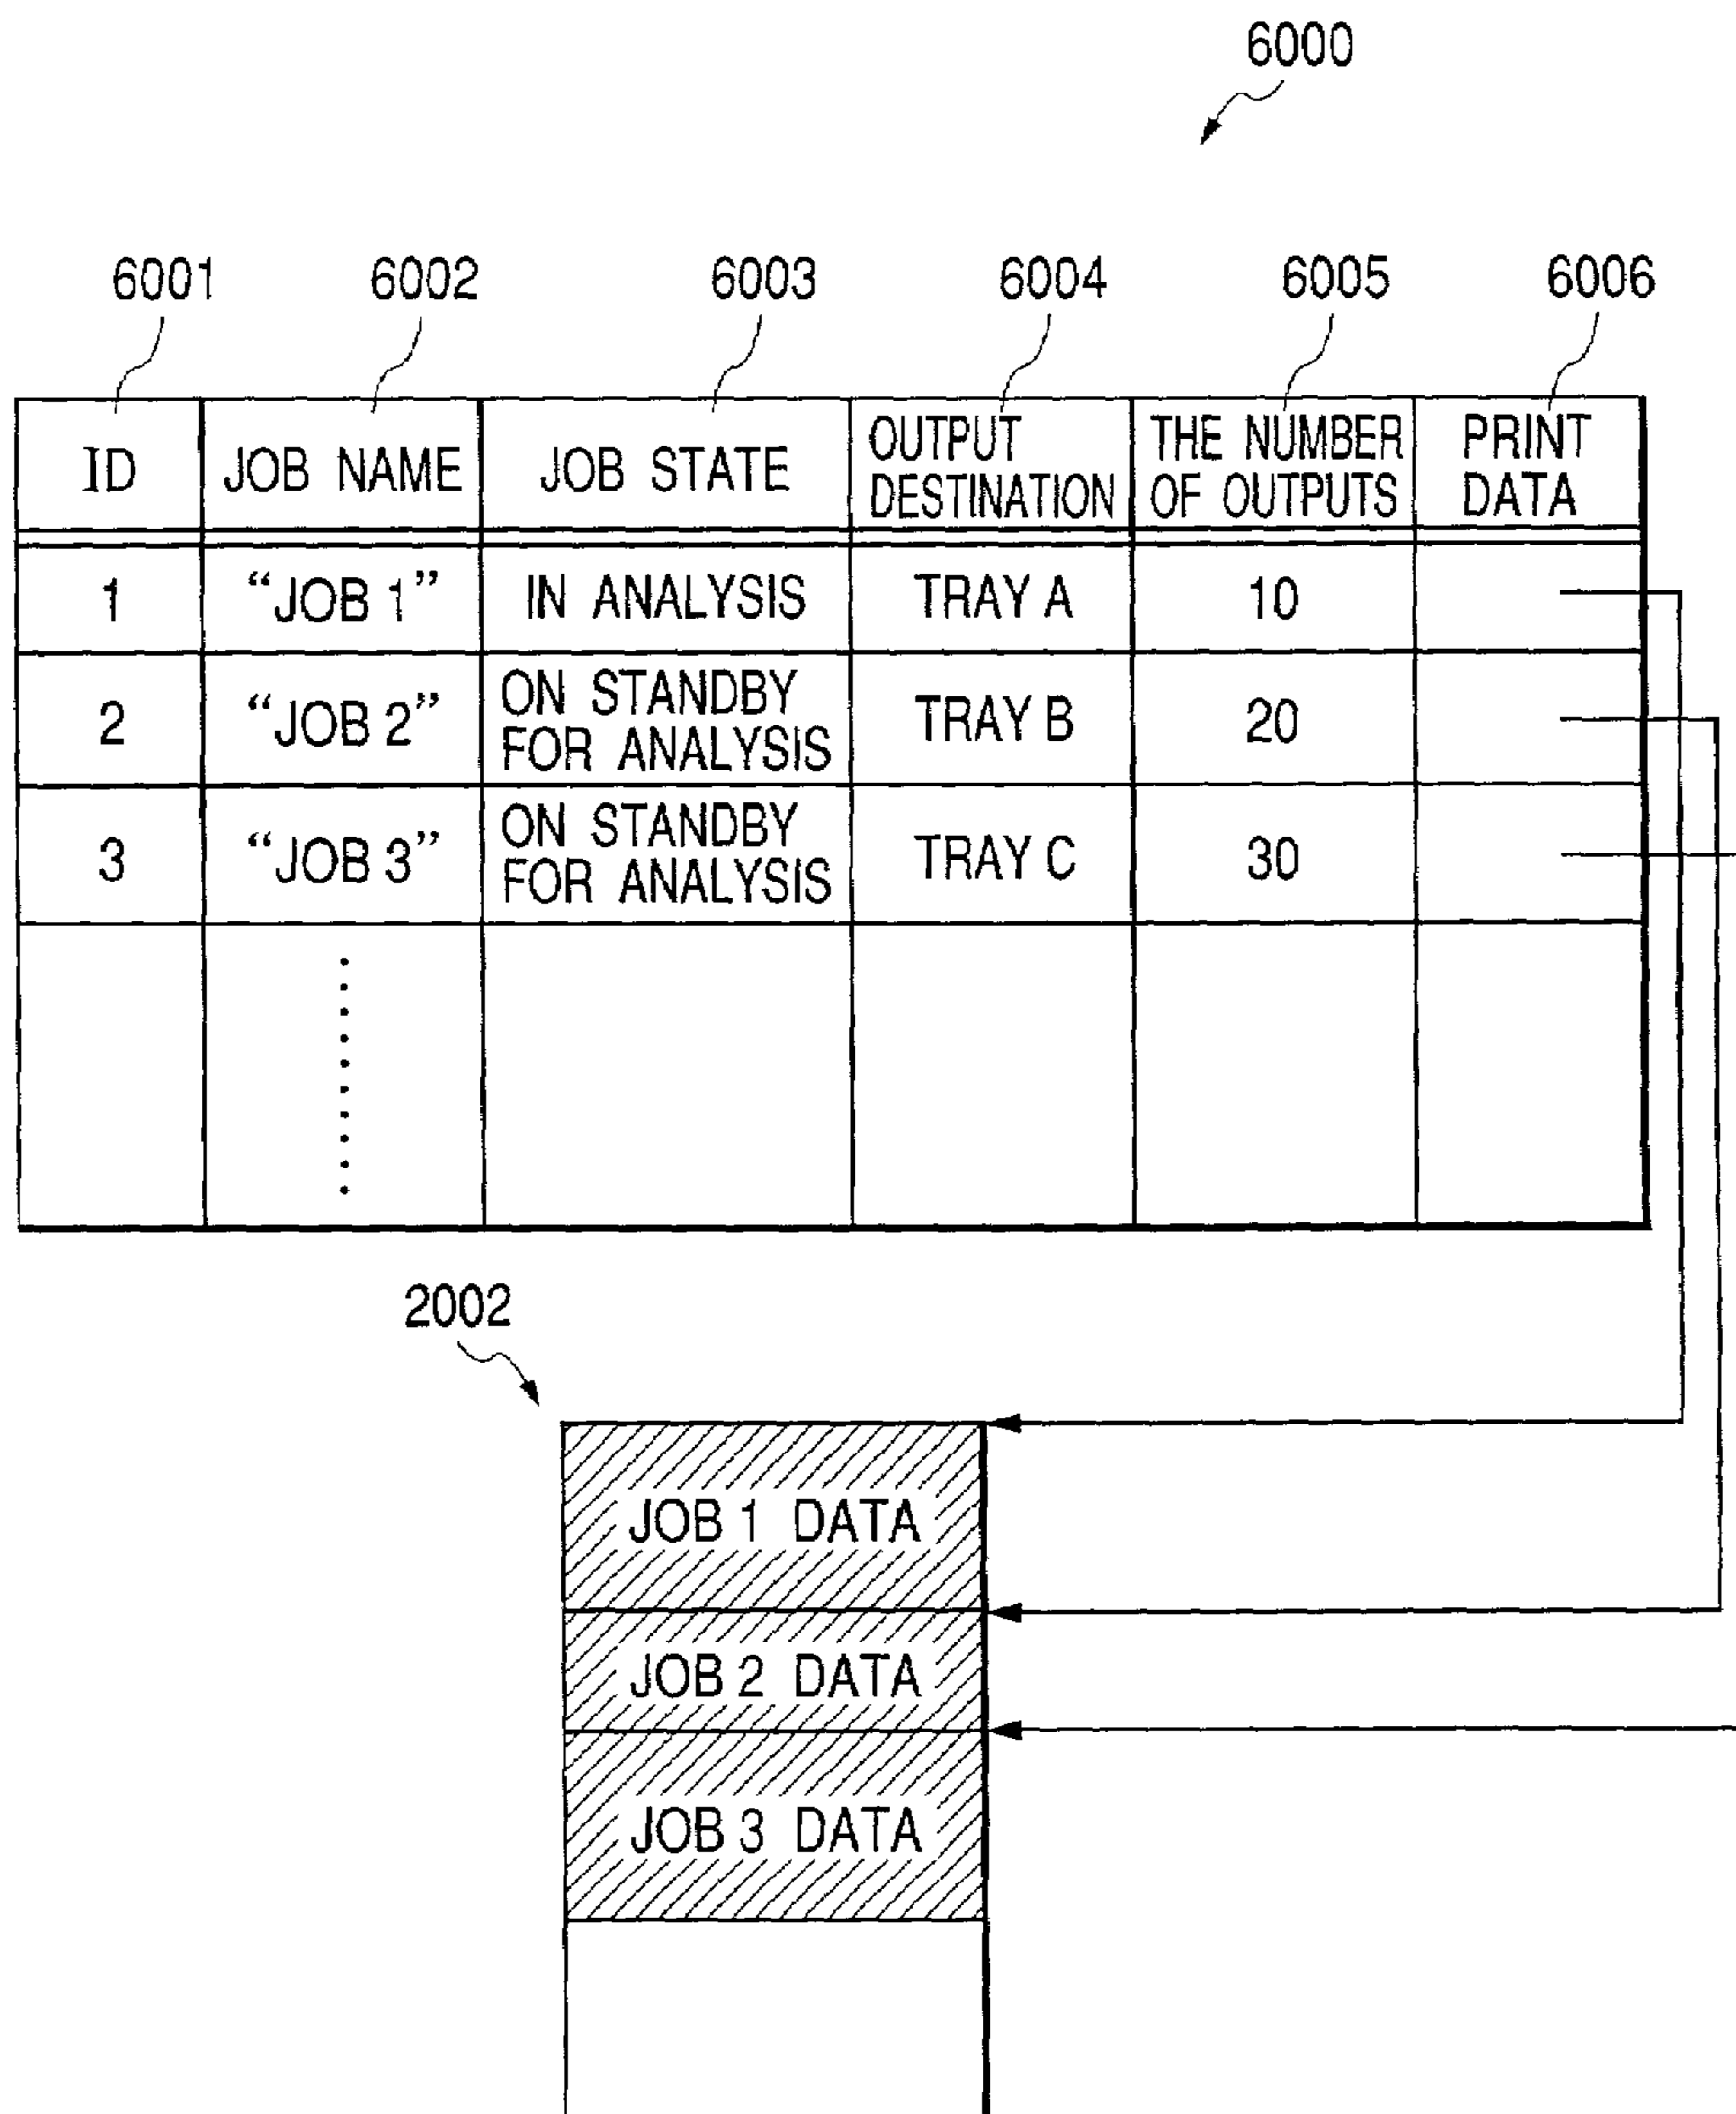 6000
6001 6002 6003 6004 6005 6006
ID JOB NAME JOB STATE OUTPUT DESTINATION THE NUMBER OF OUTPUTS PRINT DATA
1 “JOB 1” IN ANALYSIS TRAY A 10
2 “JOB 2” ON STANDBY FOR ANALYSIS TRAY B 20
3 “JOB 3” ON STANDBY FOR ANALYSIS TRAY C 30
2002
JOB 1 DATA
JOB 2 DATA
JOB 3 DATA